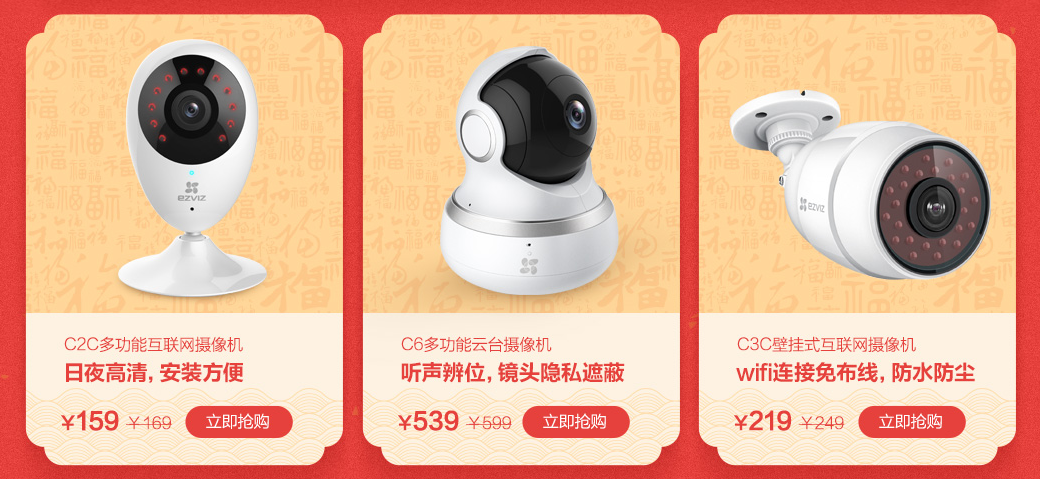 ezviz
ezviz
C2C多功能互联网摄像机
日夜高清, 安装方便
¥159 ¥169 立即抢购
C6多功能云台摄像机
听声辨位, 镜头隐私遮蔽
¥539 ¥599 立即抢购
C3C壁挂式互联网摄像机
wifi连接免布线, 防水防尘
¥219 ¥249 立即抢购
福